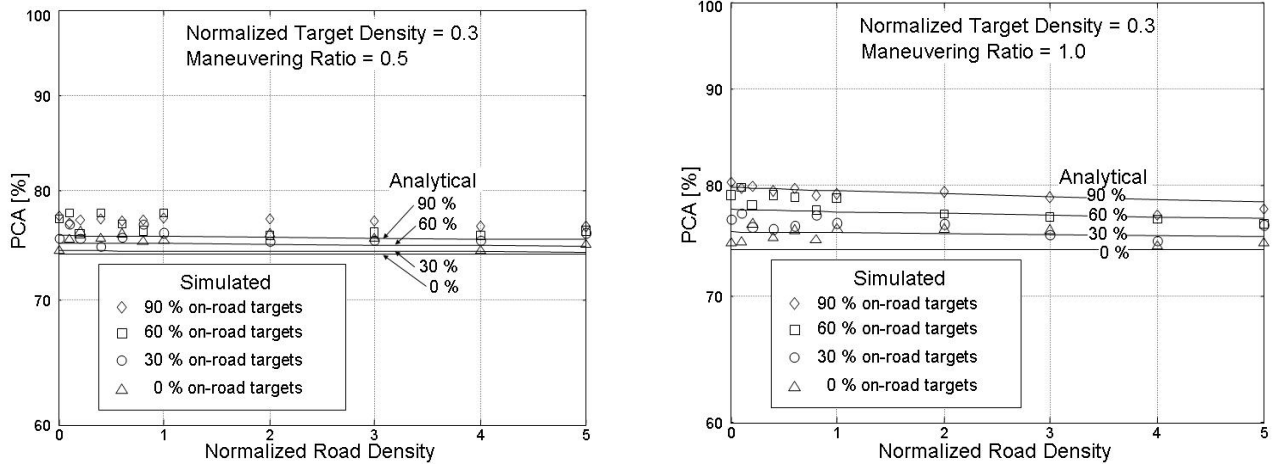 Normalized Target Density = 0.3
Maneuvering Ratio = 0.5
PCA [%]
100
90
80
70
60
Analytical
90 %
60 %
30 %
0 %
Simulated
90 % on-road targets
60 % on-road targets
30 % on-road targets
0 % on-road targets
0 1 2 3 4 5
Normalized Road Density
Normalized Target Density = 0.3
Maneuvering Ratio = 1.0
PCA [%]
100
90
80
70
60
Analytical
90 %
60 %
30 %
0 %
Simulated
90 % on-road targets
60 % on-road targets
30 % on-road targets
0 % on-road targets
0 1 2 3 4 5
Normalized Road Density